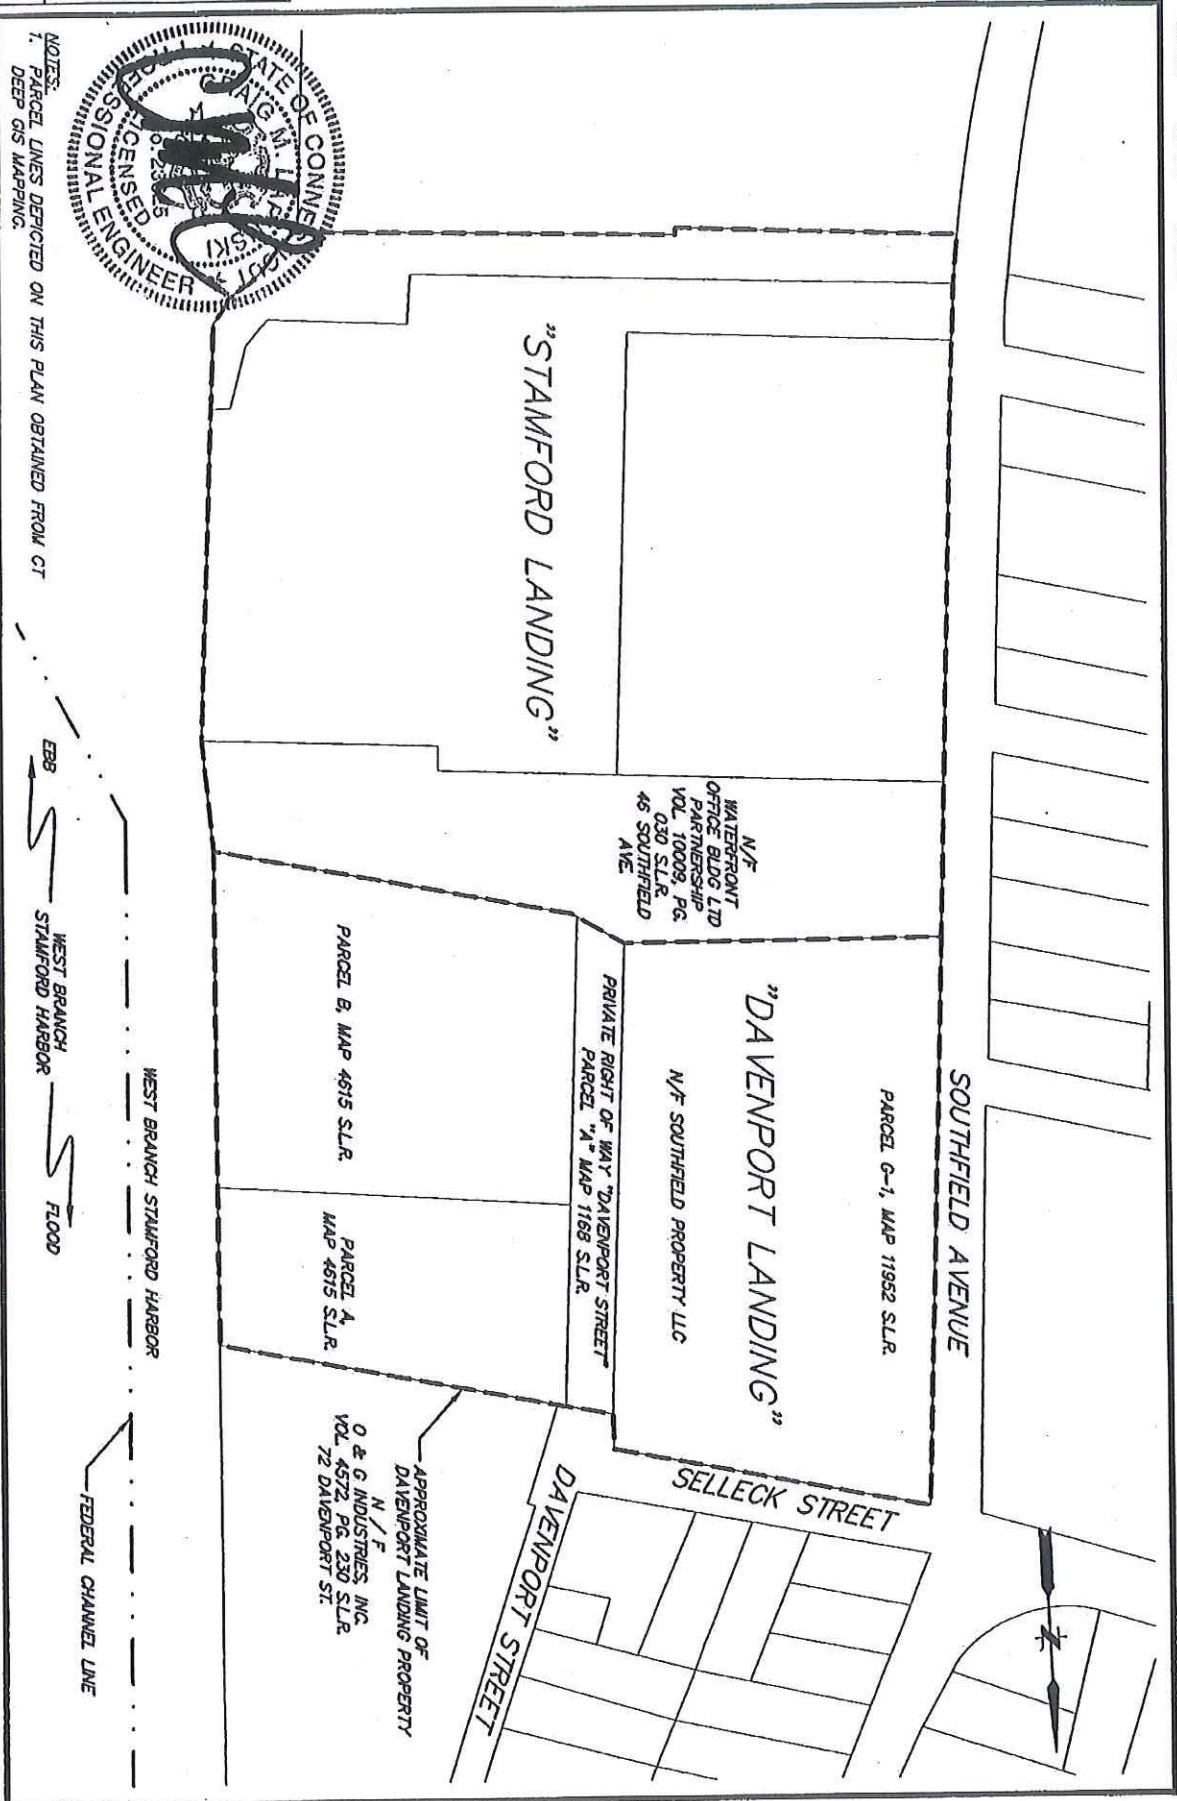 SOUTHFIELD AVENUE
"STAMFORD LANDING"
N/F
WATERFRONT
OFFICE BLDG LTD
PARTNERSHIP
VOL. 10009, PG.
030 S.L.R.
46 SOUTHFIELD
AVE.
PARCEL G-1, MAP 11952 S.L.R.
"DAVENPORT LANDING"
N/F SOUTHFIELD PROPERTY LLC
PRIVATE RIGHT OF WAY "DAVENPORT STREET"
PARCEL "A" MAP 1168 S.L.R.
PARCEL B, MAP 4615 S.L.R.
PARCEL A,
MAP 4615 S.L.R.
SELLECK STREET
DAVENPORT STREET
APPROXIMATE LIMIT OF
DAVENPORT LANDING PROPERTY
N / F
O & G INDUSTRIES, INC.
VOL. 4572, PG. 230 S.L.R.
72 DAVENPORT ST.
WEST BRANCH STAMFORD HARBOR
FEDERAL CHANNEL LINE
EBB
WEST BRANCH
STAMFORD HARBOR
FLOOD
N
STATE OF CONNECTICUT
CRAIG M.
LICENSED
PROFESSIONAL ENGINEER
NOTES:
1. PARCEL LINES DEPICTED ON THIS PLAN OBTAINED FROM CT
DEEP GIS MAPPING.